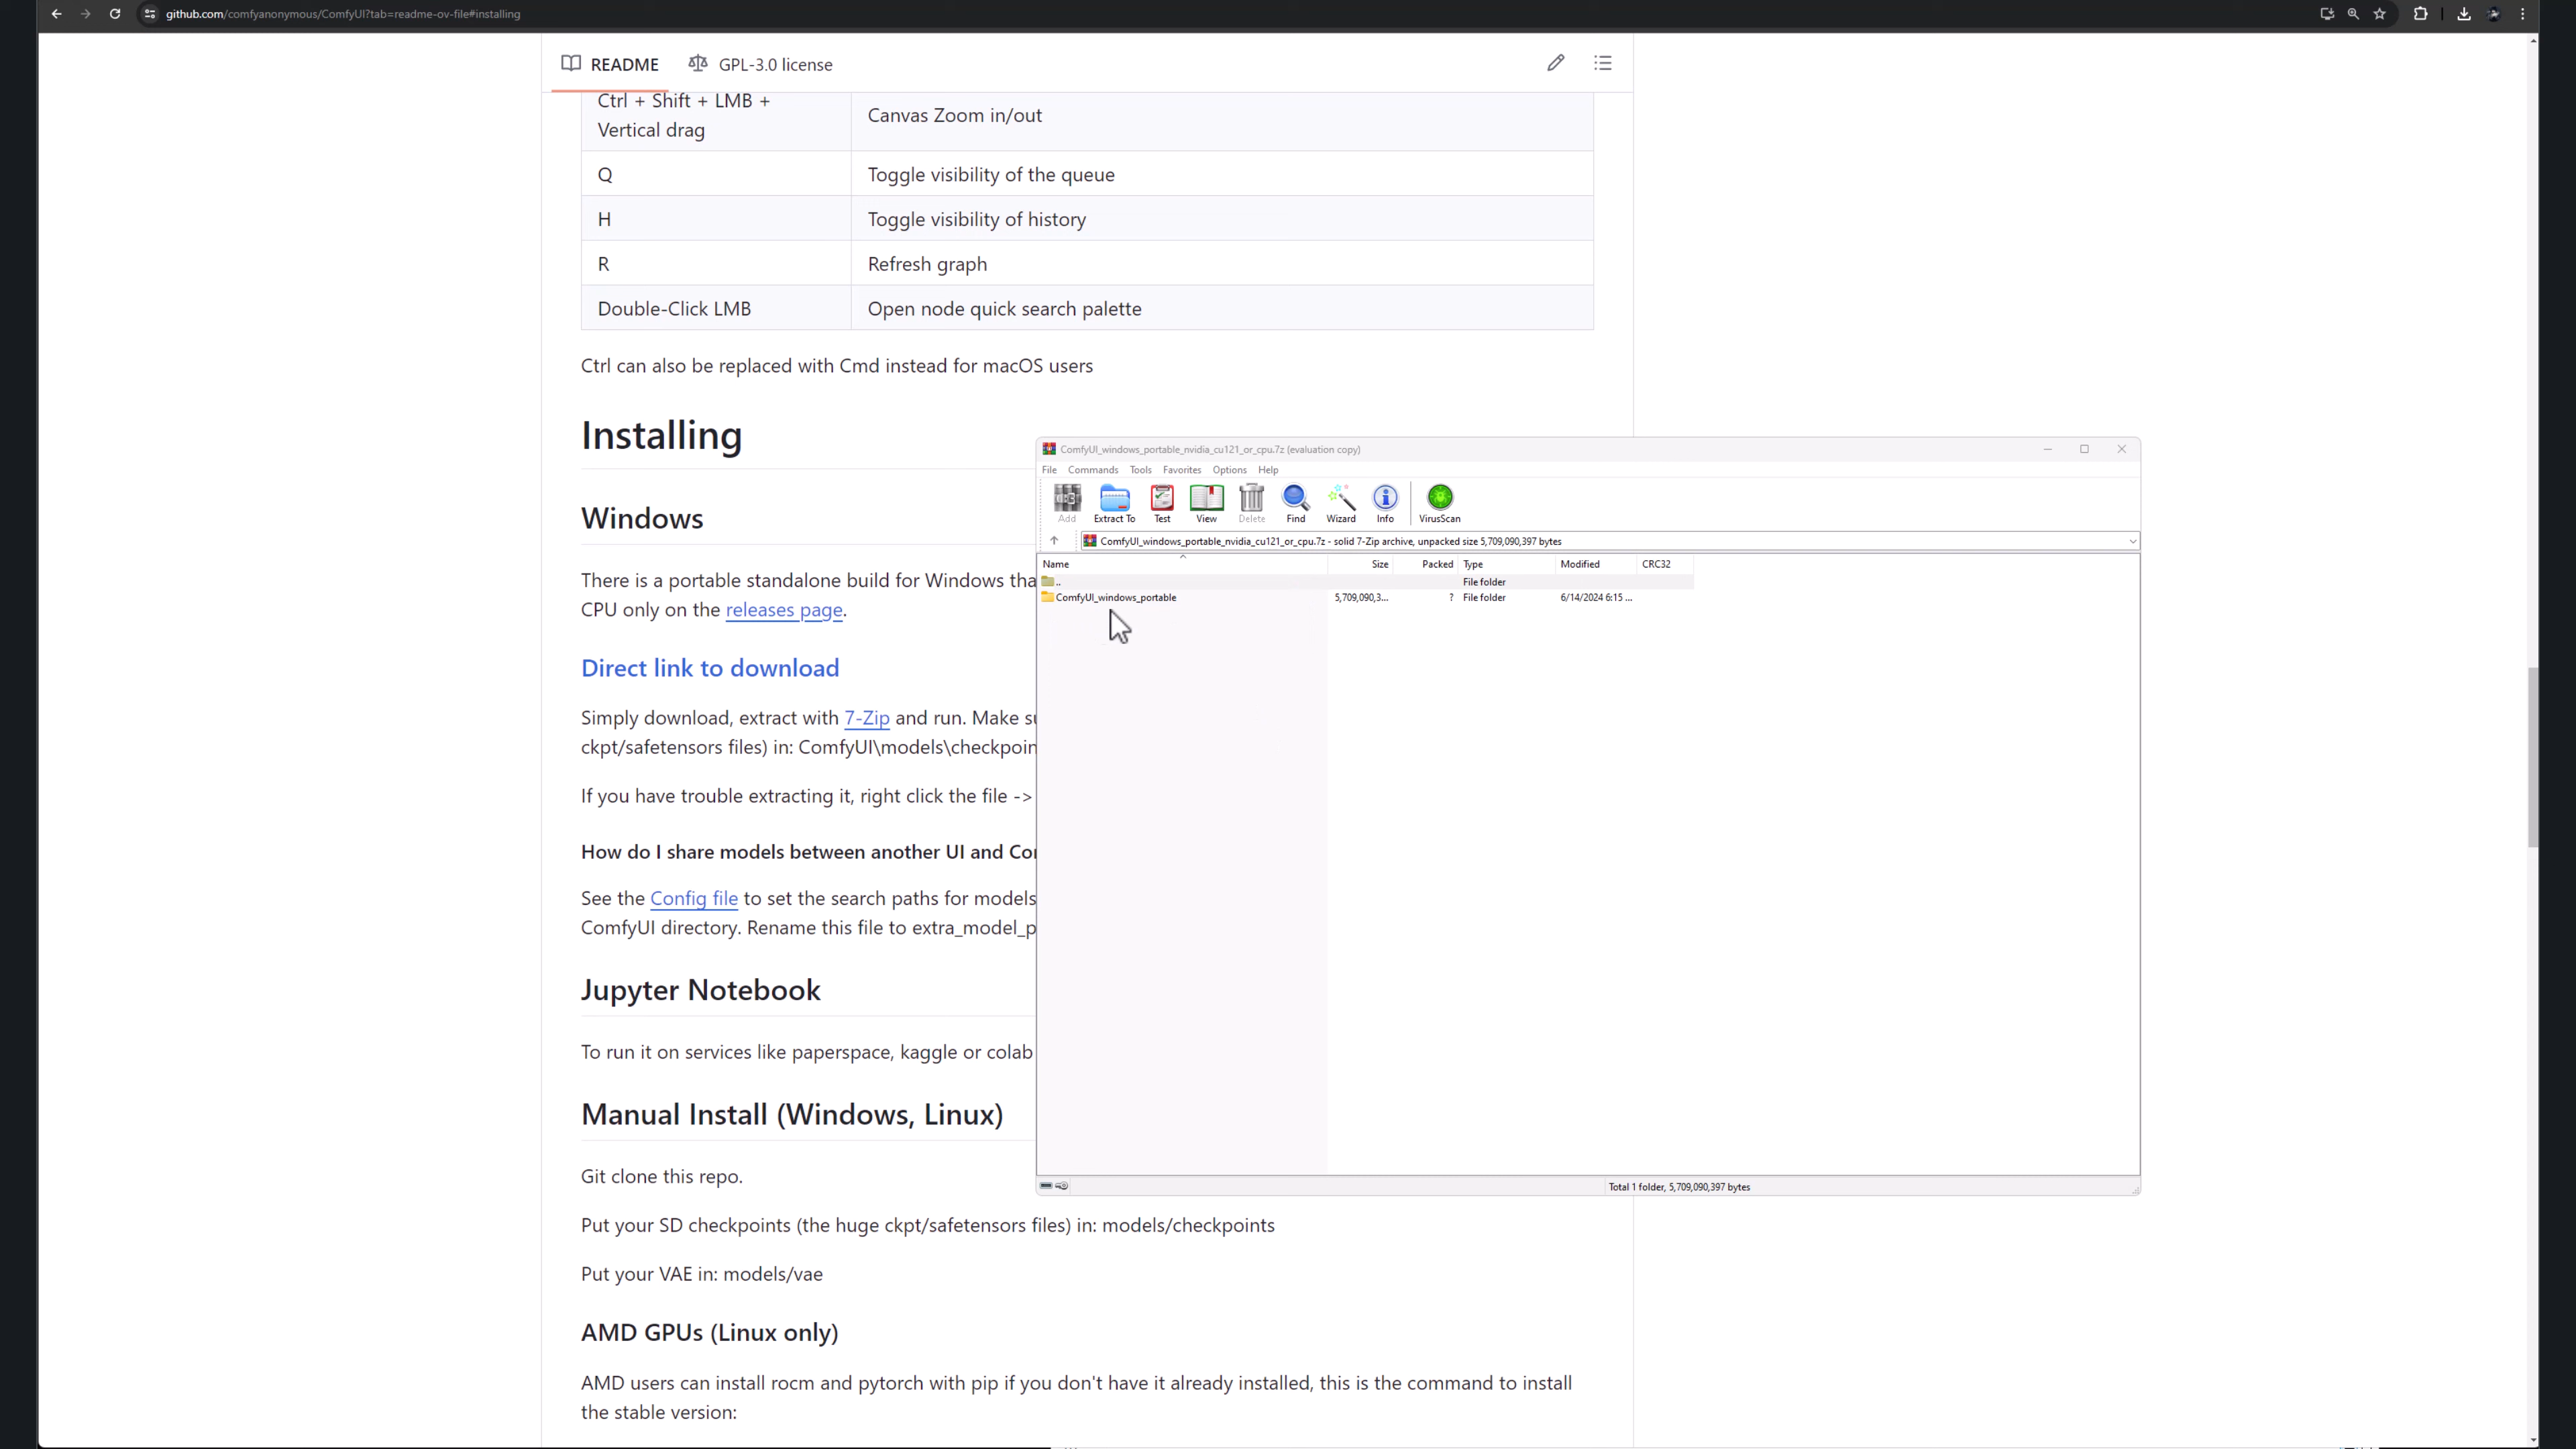 github.com/comfyanonymous/ComfyUI?tab=readme-ov-file#installing
README GPL-3.0 license
Ctrl + Shift + LMB +
Vertical drag
Canvas Zoom in/out
Q Toggle visibility of the queue
H Toggle visibility of history
R Refresh graph
Double-Click LMB Open node quick search palette
Ctrl can also be replaced with Cmd instead for macOS users
Installing
Windows
There is a portable standalone build for Windows tha
CPU only on the releases page.
Direct link to download
Simply download, extract with 7-Zip and run. Make su
ckpt/safetensors files) in: ComfyUI\models\checkpoin
If you have trouble extracting it, right click the file ->
How do I share models between another UI and Co
See the Config file to set the search paths for models
ComfyUI directory. Rename this file to extra_model_p
Jupyter Notebook
To run it on services like paperspace, kaggle or colab
Manual Install (Windows, Linux)
Git clone this repo.
Put your SD checkpoints (the huge ckpt/safetensors files) in: models/checkpoints
Put your VAE in: models/vae
AMD GPUs (Linux only)
AMD users can install rocm and pytorch with pip if you don't have it already installed, this is the command to install
the stable version:
ComfyUI_windows_portable_nvidia_cu121_or_cpu.7z (evaluation copy)
File Commands Tools Favorites Options Help
Add Extract To Test View Delete Find Wizard Info VirusScan
ComfyUI_windows_portable_nvidia_cu121_or_cpu.7z - solid 7-Zip archive, unpacked size 5,709,090,397 bytes
Name Size Packed Type Modified CRC32
.. File folder
ComfyUI_windows_portable 5,709,090,3... ? File folder 6/14/2024 6:15 ...
Total 1 folder, 5,709,090,397 bytes